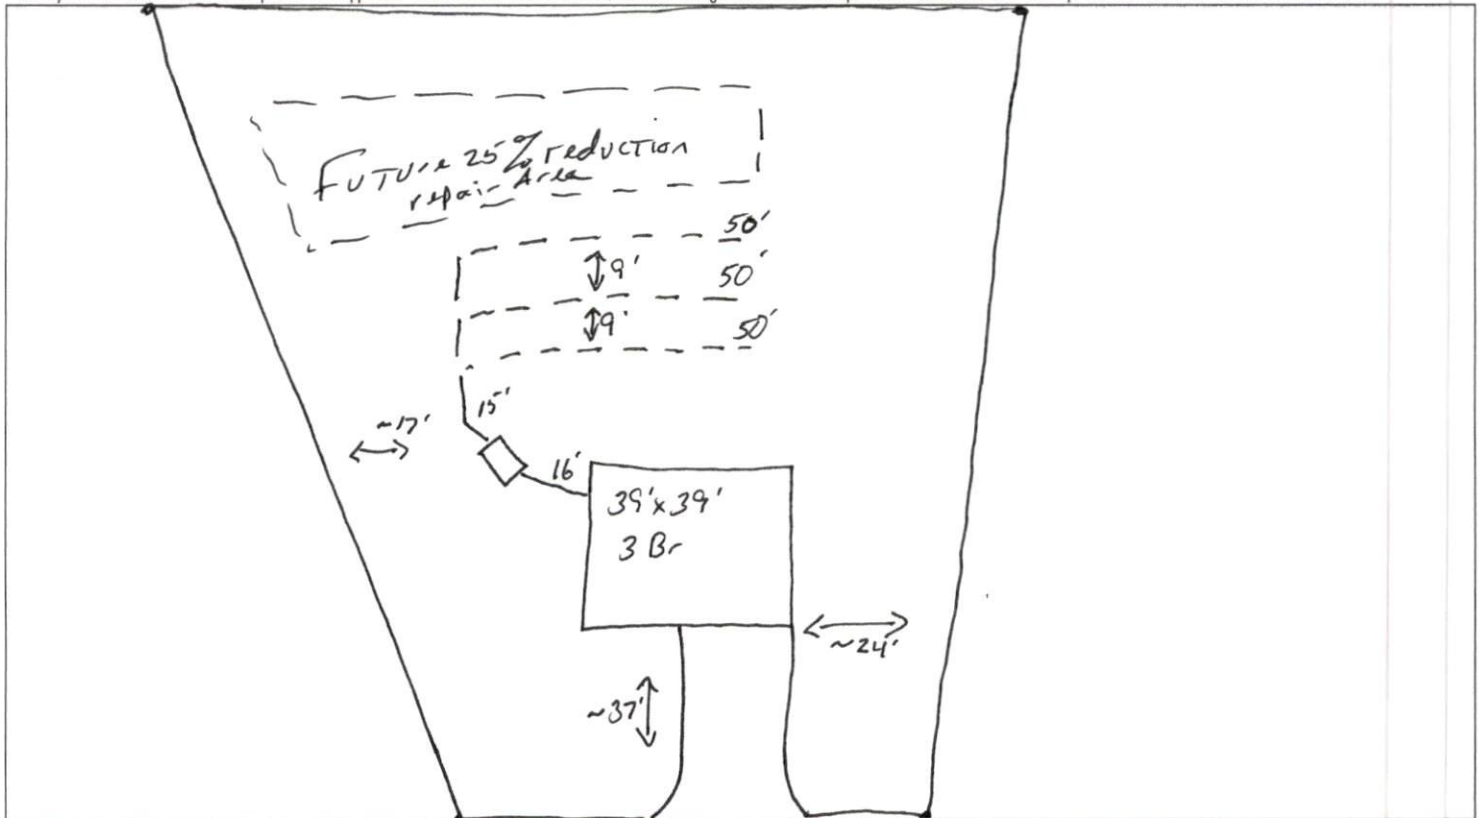 Future 25% reduction
repair Area
50'
9'
50'
9'
50'
15'
~17'
16'
39'x39'
3 Br
~24'
~37'